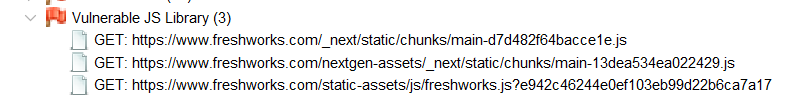 Vulnerable JS Library (3)
GET: https://www.freshworks.com/_next/static/chunks/main-d7d482f64bacce1e.js
GET: https://www.freshworks.com/nextgen-assets/_next/static/chunks/main-13dea534ea022429.js
GET: https://www.freshworks.com/static-assets/js/freshworks.js?e942c46244e0ef103eb99d22b6ca7a17